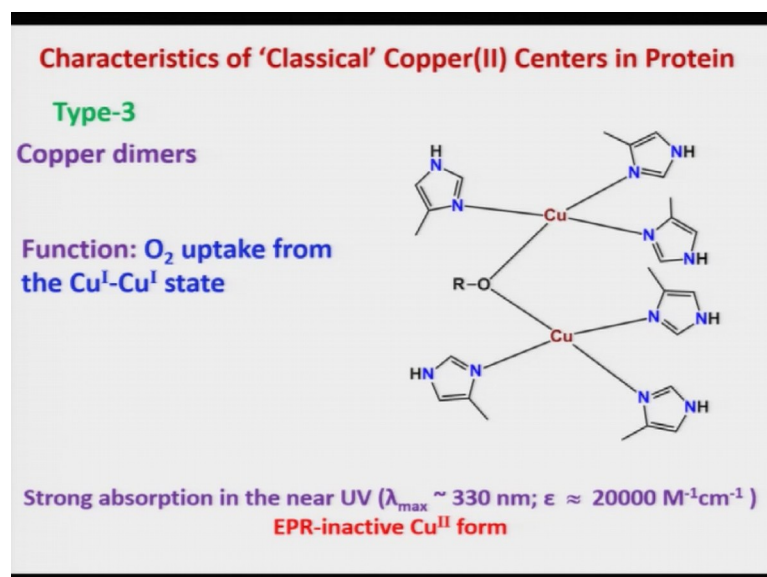 Characteristics of 'Classical' Copper(II) Centers in Protein
Type-3
Copper dimers
Function: O₂ uptake from
the Cuᴵ-Cuᴵ state
H
N
N
Cu
N
NH
N
NH
R-O
Cu
N
NH
HN
N
N
NH
Strong absorption in the near UV (λmax ~ 330 nm; ε ≈ 20000 M⁻¹cm⁻¹ )
EPR-inactive Cuᴵᴵ form